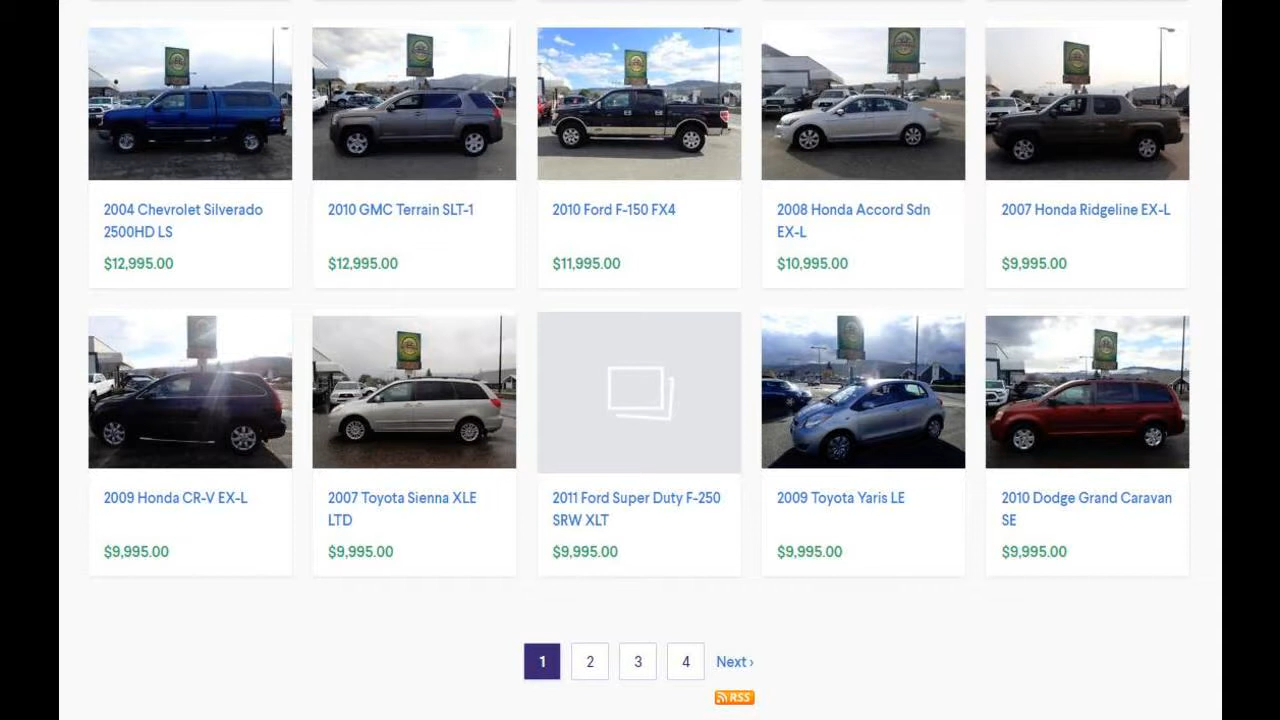 2004 Chevrolet Silverado
2500HD LS
$12,995.00
2010 GMC Terrain SLT-1
$12,995.00
2010 Ford F-150 FX4
$11,995.00
2008 Honda Accord Sdn
EX-L
$10,995.00
2007 Honda Ridgeline EX-L
$9,995.00
2009 Honda CR-V EX-L
$9,995.00
2007 Toyota Sienna XLE
LTD
$9,995.00
2011 Ford Super Duty F-250
SRW XLT
$9,995.00
2009 Toyota Yaris LE
$9,995.00
2010 Dodge Grand Caravan
SE
$9,995.00
1 2 3 4 Next ›
RSS